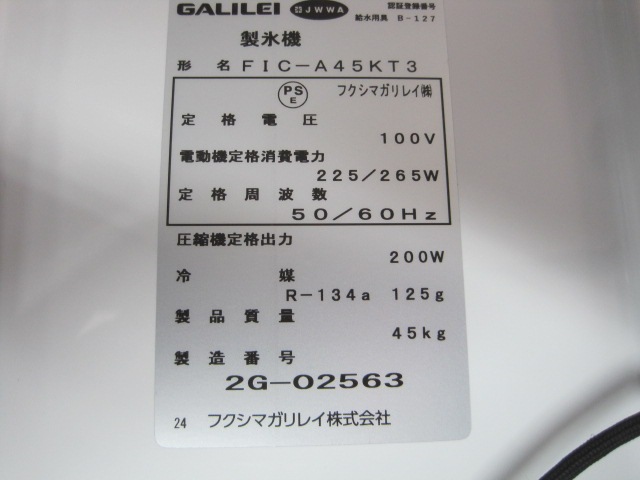 GALILEI JWWA 認証登録番号
給水用具 B-127
製氷機
形名 FIC-A45KT3
PSE フクシマガリレイ㈱
定格電圧
100V
電動機定格消費電力
225/265W
定格周波数
50/60Hz
圧縮機定格出力
200W
冷媒
R-134a 125g
製品質量
45kg
製造番号
2G-02563
24 フクシマガリレイ株式会社